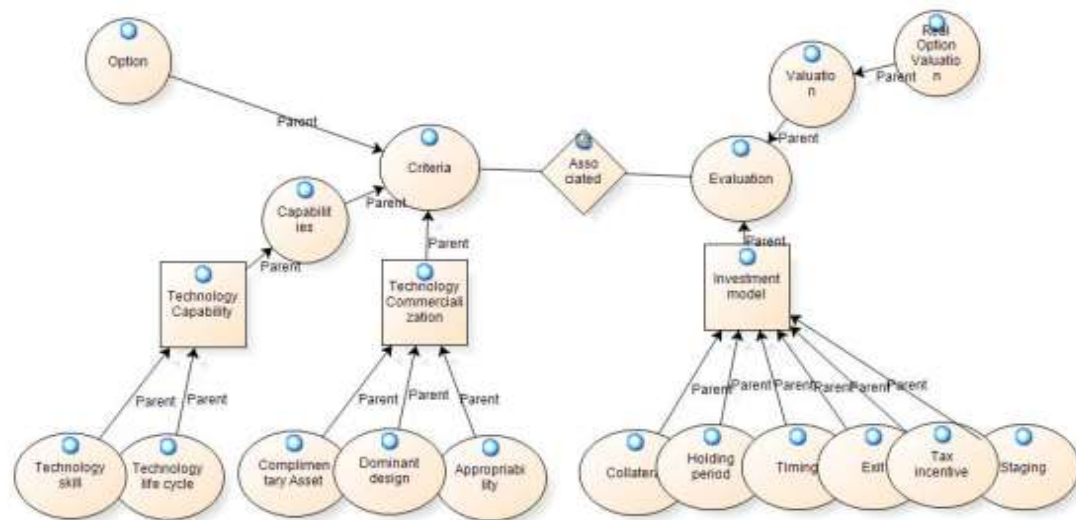 Option
Real
Option
Valuation
Valuatio
n
Parent
Parent
Parent
Criteria
Asso
ciated
Evaluation
Capabilit
ies
Parent
Parent
Parent
Parent
Technology
Capability
Technology
Commerciali
zation
Investment
model
Parent
Parent
Parent
Parent
Parent
Parent
Parent
Parent
Parent
Parent
Parent
Technology
skill
Technology
life cycle
Complimen
tary Asset
Dominant
design
Appropriabi
lity
Collatera
Holding
period
Timing
Exit
Tax
incentive
Staging